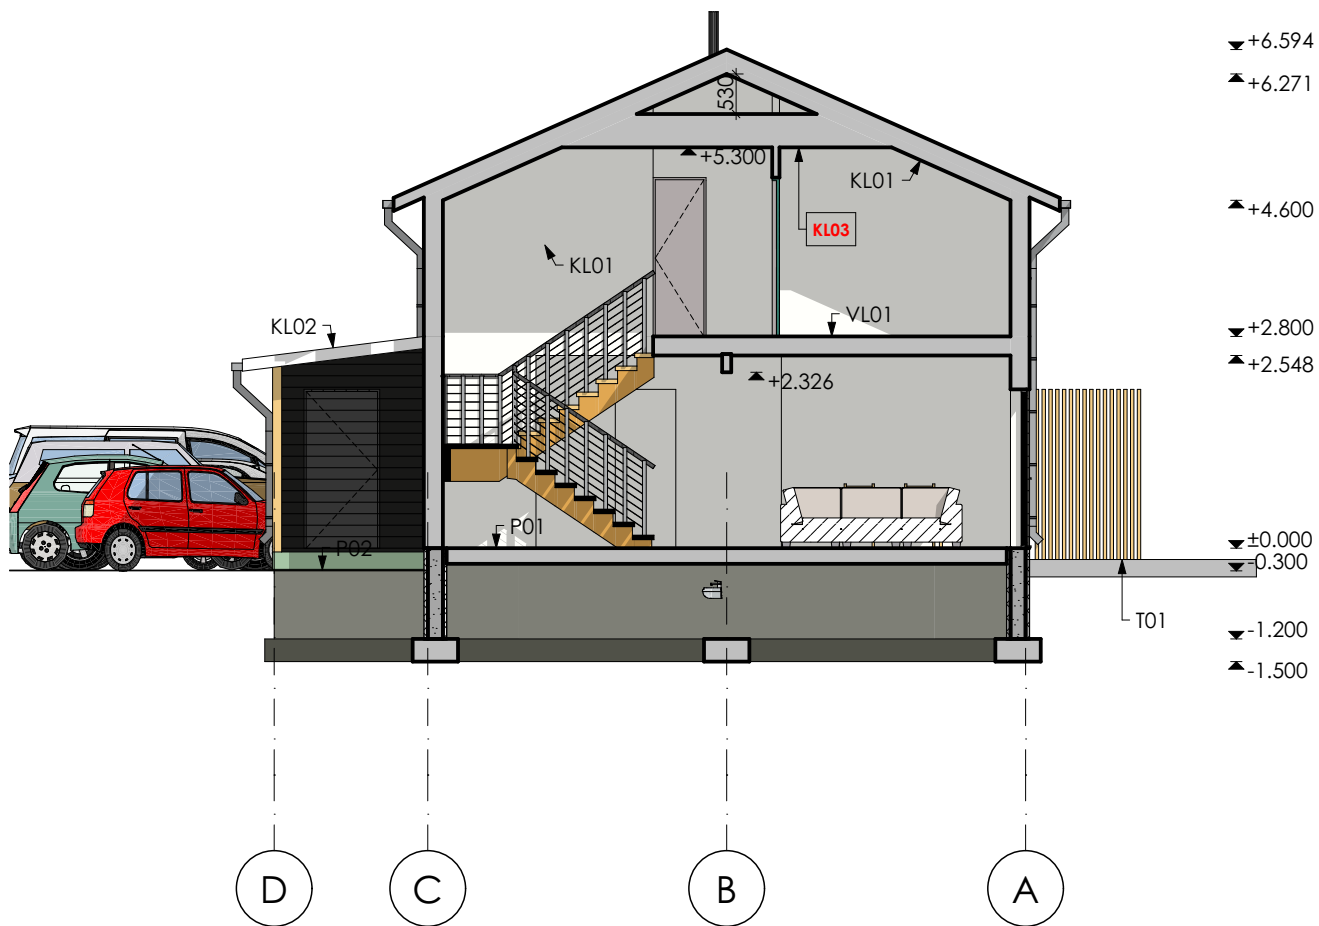 +6.594
+6.271
530
+5.300
KL01
+4.600
KL03
KL01
VL01
KL02
+2.800
+2.548
+2.326
P01
±0.000
P02
-0.300
T01
-1.200
-1.500
D
C
B
A